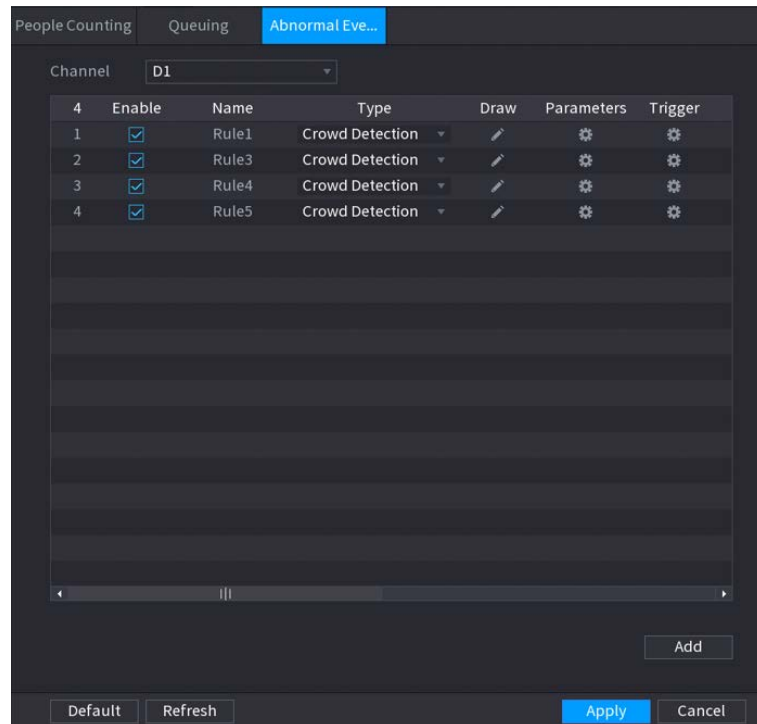 People Counting Queuing Abnormal Eve...
Channel D1
4 Enable Name Type Draw Parameters Trigger
1 Rule1 Crowd Detection
2 Rule3 Crowd Detection
3 Rule4 Crowd Detection
4 Rule5 Crowd Detection
Add
Default Refresh Apply Cancel